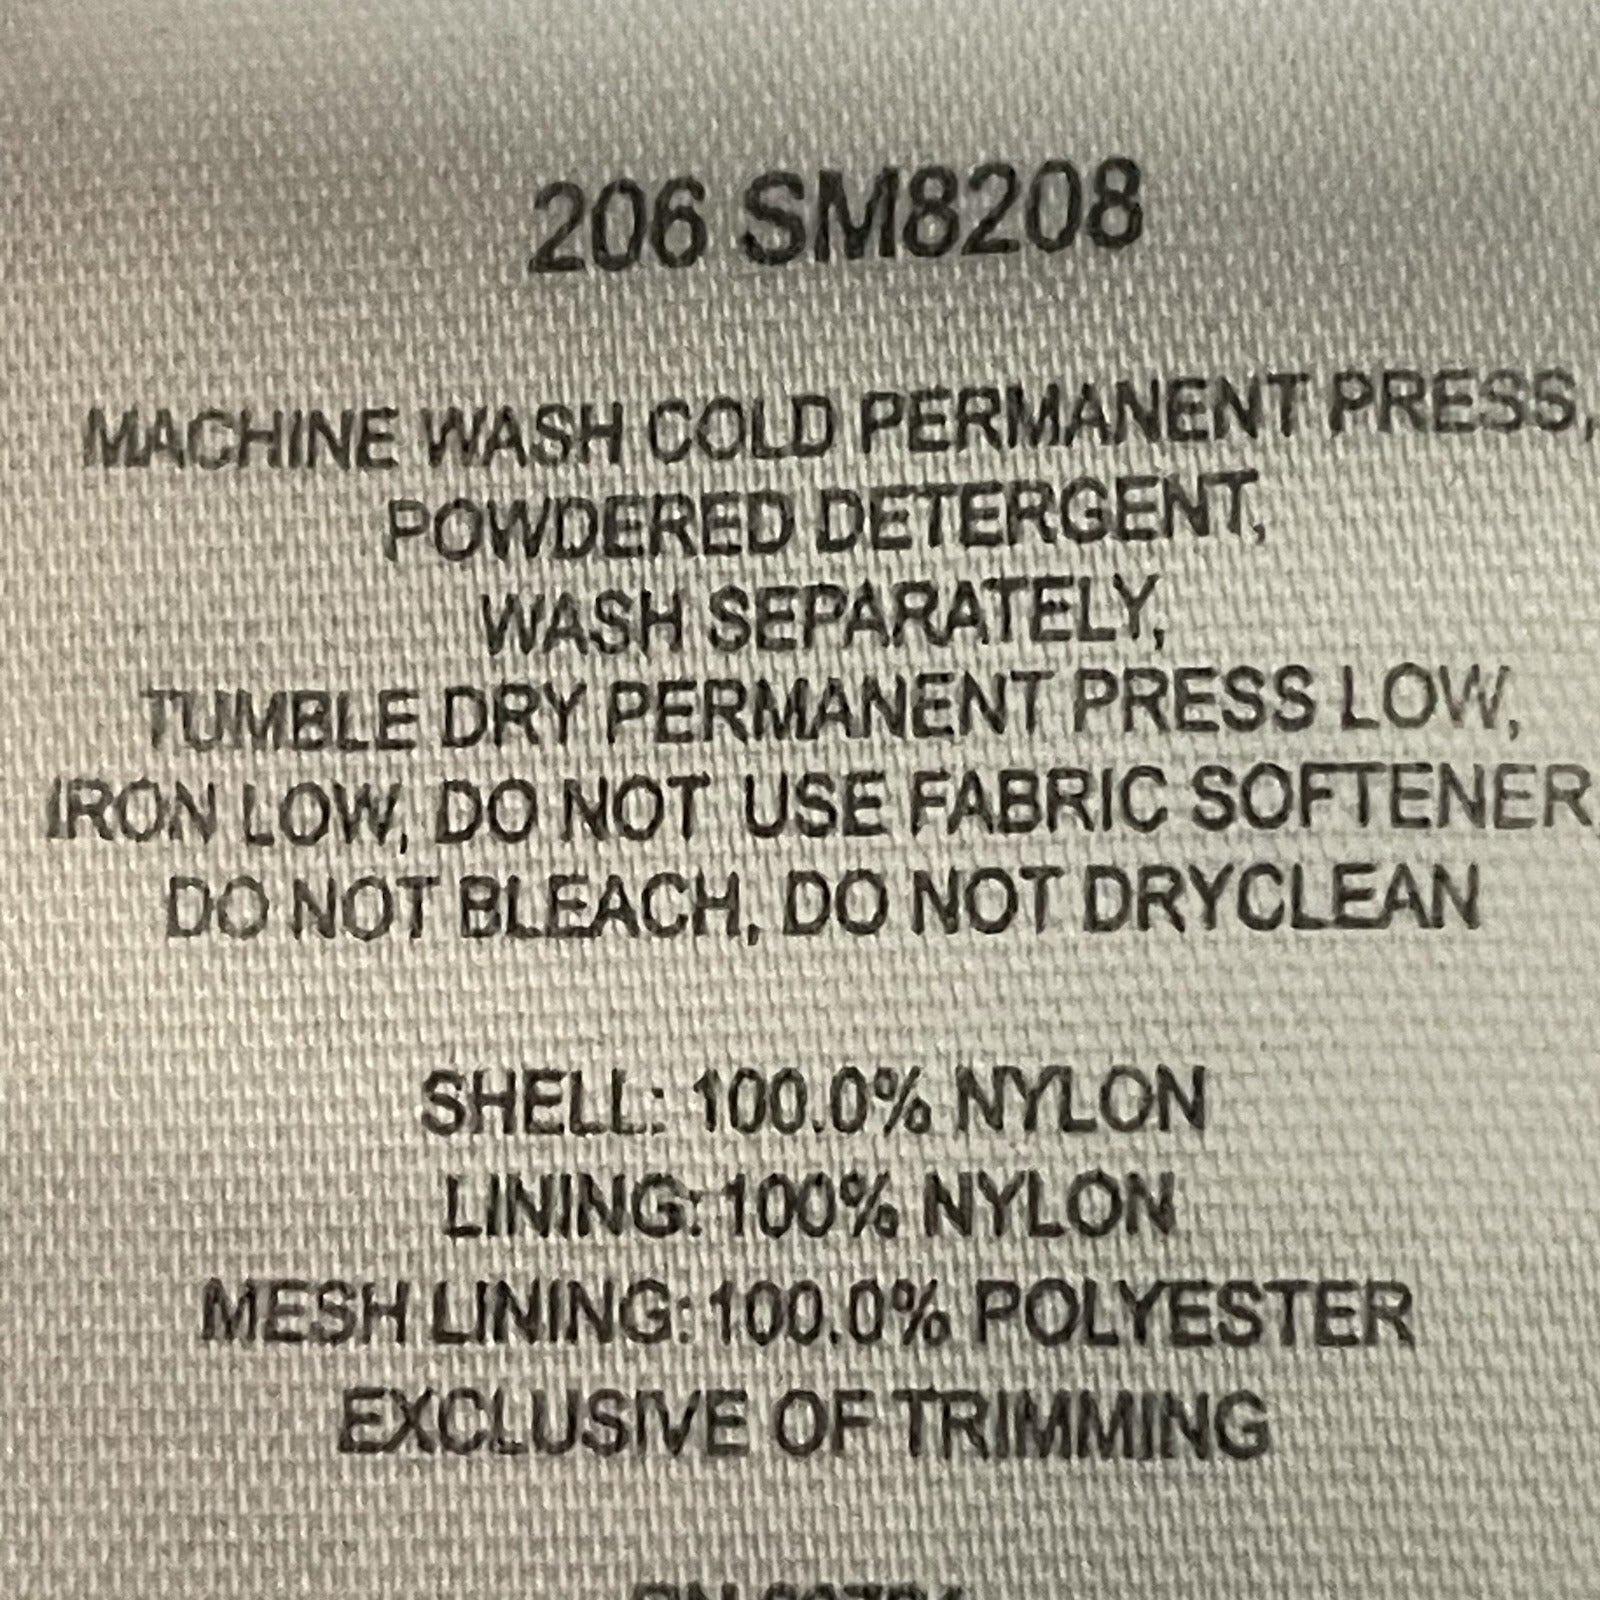 206 SM8208
MACHINE WASH COLD PERMANENT PRESS,
POWDERED DETERGENT,
WASH SEPARATELY,
TUMBLE DRY PERMANENT PRESS LOW,
IRON LOW, DO NOT USE FABRIC SOFTENER
DO NOT BLEACH, DO NOT DRYCLEAN
SHELL: 100.0% NYLON
LINING: 100% NYLON
MESH LINING: 100.0% POLYESTER
EXCLUSIVE OF TRIMMING